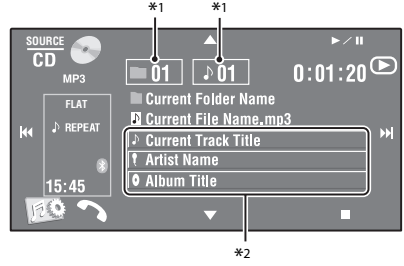 *1 *1
SOURCE
CD
MP3
01 01 0:01:20
FLAT
REPEAT
15:45
Current Folder Name
Current File Name.mp3
Current Track Title
Artist Name
Album Title
*2